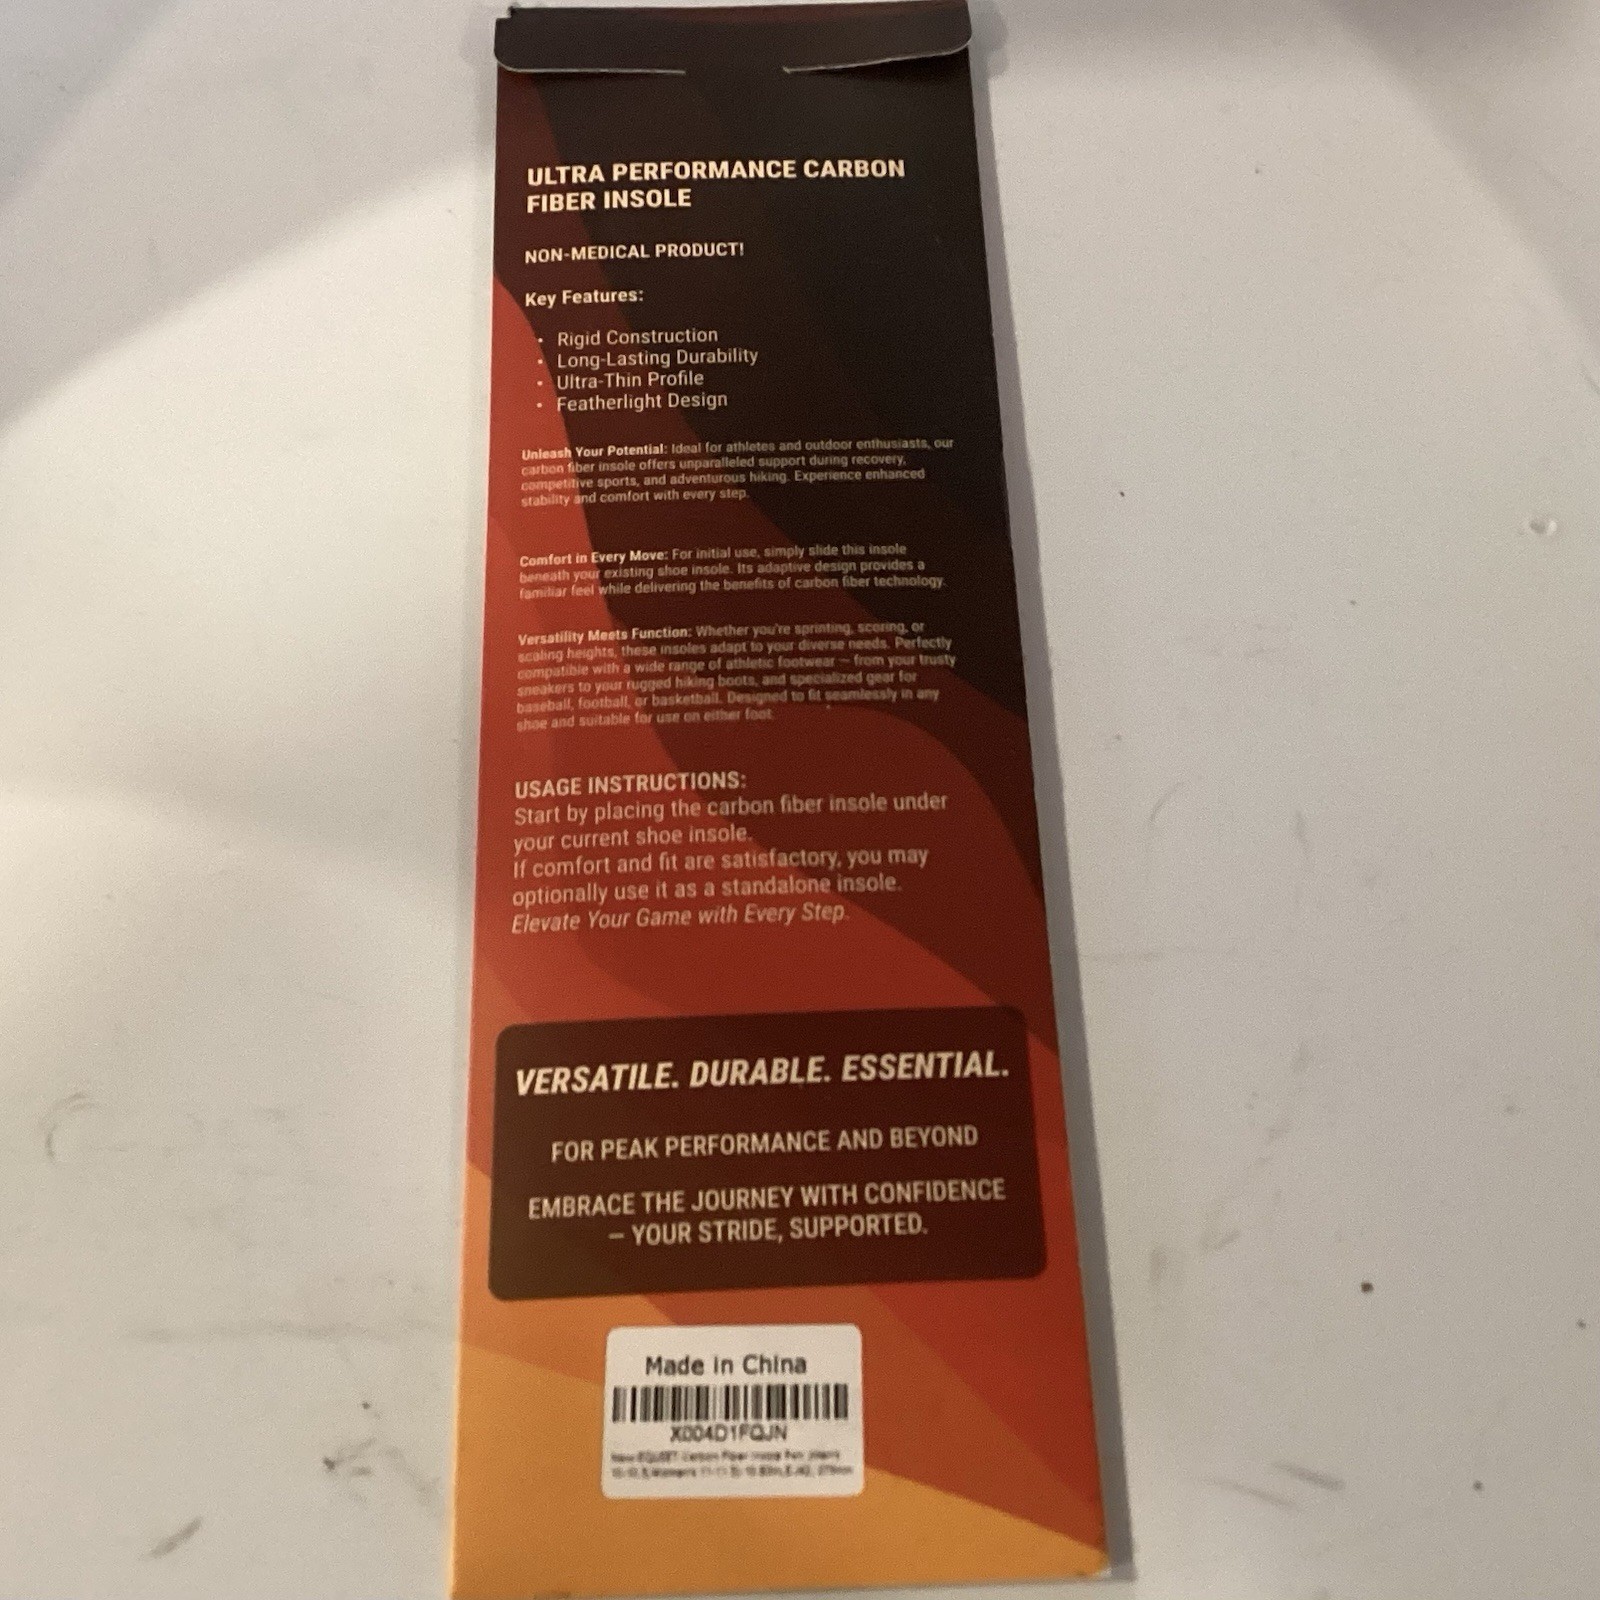 ULTRA PERFORMANCE CARBON
FIBER INSOLE
NON-MEDICAL PRODUCT!
Key Features:
• Rigid Construction
• Long-Lasting Durability
• Ultra-Thin Profile
• Featherlight Design
Unleash Your Potential: Ideal for athletes and outdoor enthusiasts, our
carbon fiber insole offers unparalleled support during recovery,
competitive sports, and adventurous hiking. Experience enhanced
stability and comfort with every step.
Comfort in Every Move: For initial use, simply slide this insole
beneath your existing shoe insole. Its adaptive design provides a
familiar feel while delivering the benefits of carbon fiber technology.
Versatility Meets Function: Whether you're sprinting, scoring, or
scaling heights, these insoles adapt to your diverse needs. Perfectly
compatible with a wide range of athletic footwear – from your trusty
sneakers to your rugged hiking boots, and specialized gear for
baseball, football, or basketball. Designed to fit seamlessly in any
shoe and suitable for use on either foot.
USAGE INSTRUCTIONS:
Start by placing the carbon fiber insole under
your current shoe insole.
If comfort and fit are satisfactory, you may
optionally use it as a standalone insole.
Elevate Your Game with Every Step.
VERSATILE. DURABLE. ESSENTIAL.
FOR PEAK PERFORMANCE AND BEYOND
EMBRACE THE JOURNEY WITH CONFIDENCE
– YOUR STRIDE, SUPPORTED.
Made in China
X004D1FQJN
Carbon Fiber Insole